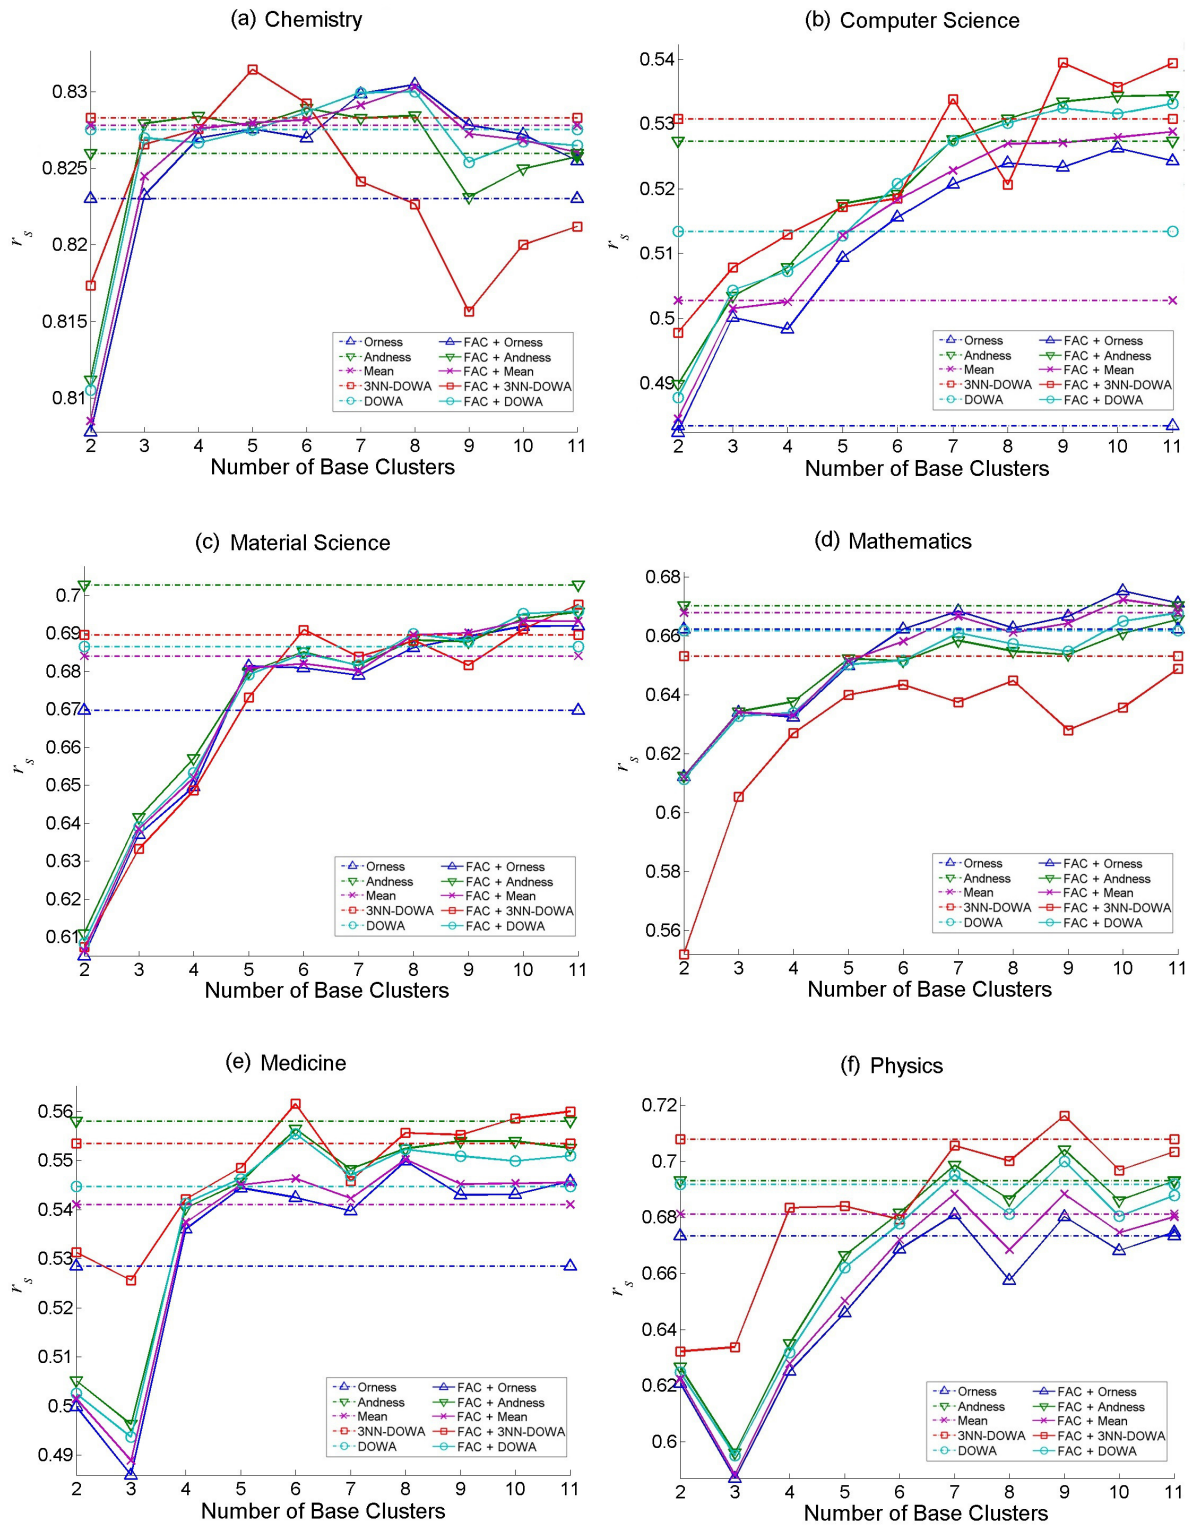 (a) Chemistry
0.83
0.825
0.82
0.815
0.81
r_s
Orness FAC + Orness
Andness FAC + Andness
Mean FAC + Mean
3NN-DOWA FAC + 3NN-DOWA
DOWA FAC + DOWA
2 3 4 5 6 7 8 9 10 11
Number of Base Clusters
(b) Computer Science
0.54
0.53
0.52
0.51
0.5
0.49
r_s
Orness FAC + Orness
Andness FAC + Andness
Mean FAC + Mean
3NN-DOWA FAC + 3NN-DOWA
DOWA FAC + DOWA
2 3 4 5 6 7 8 9 10 11
Number of Base Clusters
(c) Material Science
0.7
0.69
0.68
0.67
0.66
0.65
0.64
0.63
0.62
0.61
r_s
Orness FAC + Orness
Andness FAC + Andness
Mean FAC + Mean
3NN-DOWA FAC + 3NN-DOWA
DOWA FAC + DOWA
2 3 4 5 6 7 8 9 10 11
Number of Base Clusters
(d) Mathematics
0.68
0.66
0.64
0.62
0.6
0.58
0.56
r_s
Orness FAC + Orness
Andness FAC + Andness
Mean FAC + Mean
3NN-DOWA FAC + 3NN-DOWA
DOWA FAC + DOWA
2 3 4 5 6 7 8 9 10 11
Number of Base Clusters
(e) Medicine
0.56
0.55
0.54
0.53
0.52
0.51
0.5
0.49
r_s
Orness FAC + Orness
Andness FAC + Andness
Mean FAC + Mean
3NN-DOWA FAC + 3NN-DOWA
DOWA FAC + DOWA
2 3 4 5 6 7 8 9 10 11
Number of Base Clusters
(f) Physics
0.72
0.7
0.68
0.66
0.64
0.62
0.6
r_s
Orness FAC + Orness
Andness FAC + Andness
Mean FAC + Mean
3NN-DOWA FAC + 3NN-DOWA
DOWA FAC + DOWA
2 3 4 5 6 7 8 9 10 11
Number of Base Clusters